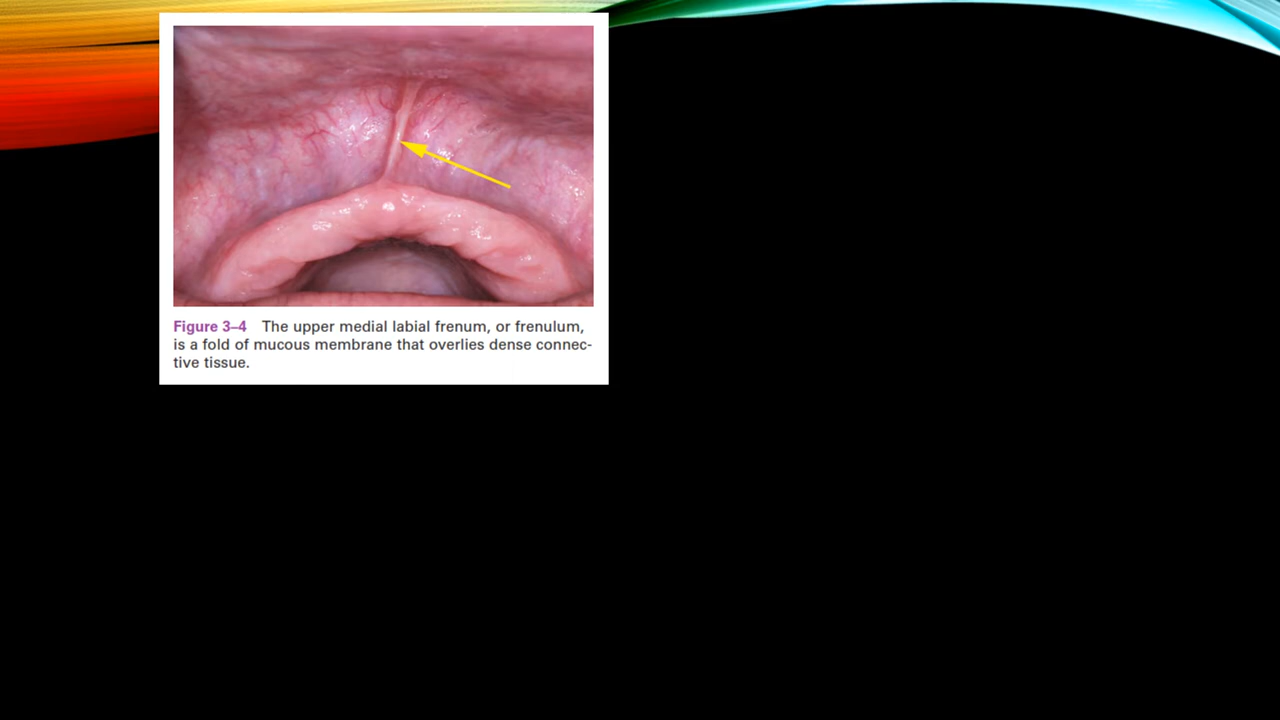 Figure 3–4 The upper medial labial frenum, or frenulum,
is a fold of mucous membrane that overlies dense connec-
tive tissue.